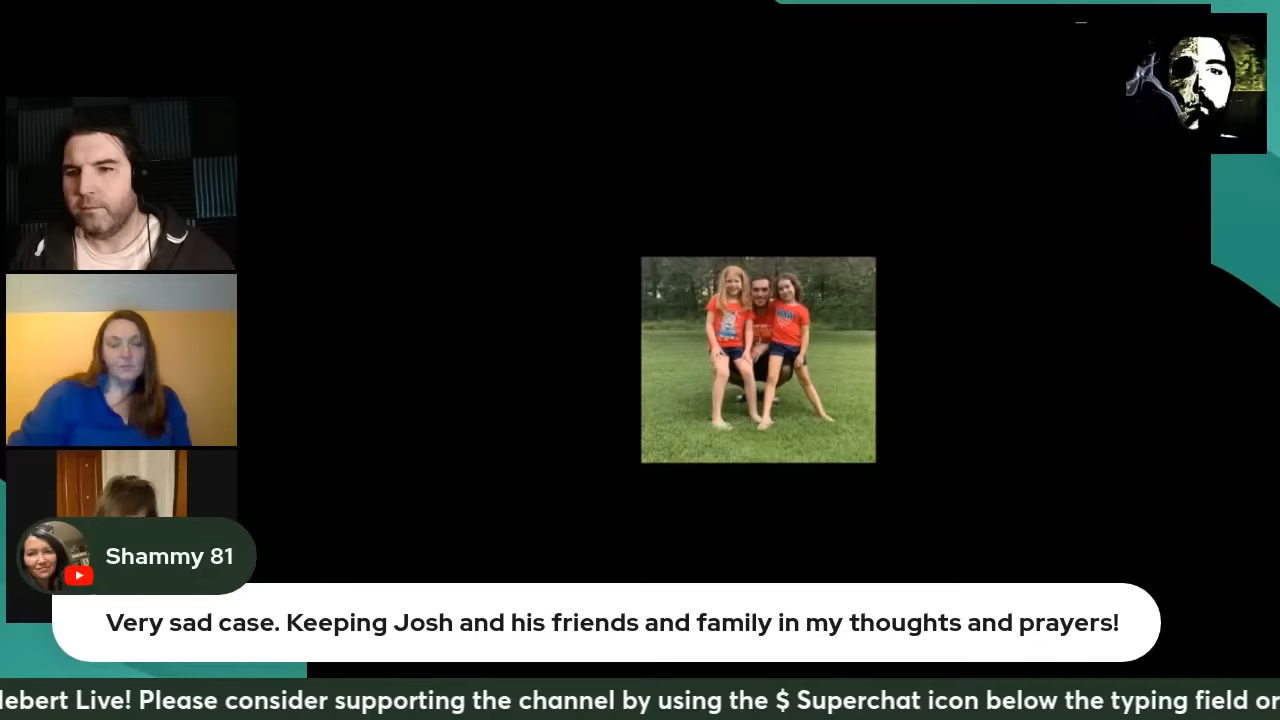 Shammy 81
Very sad case. Keeping Josh and his friends and family in my thoughts and prayers!
lebert Live! Please consider supporting the channel by using the $ Superchat icon below the typing field or